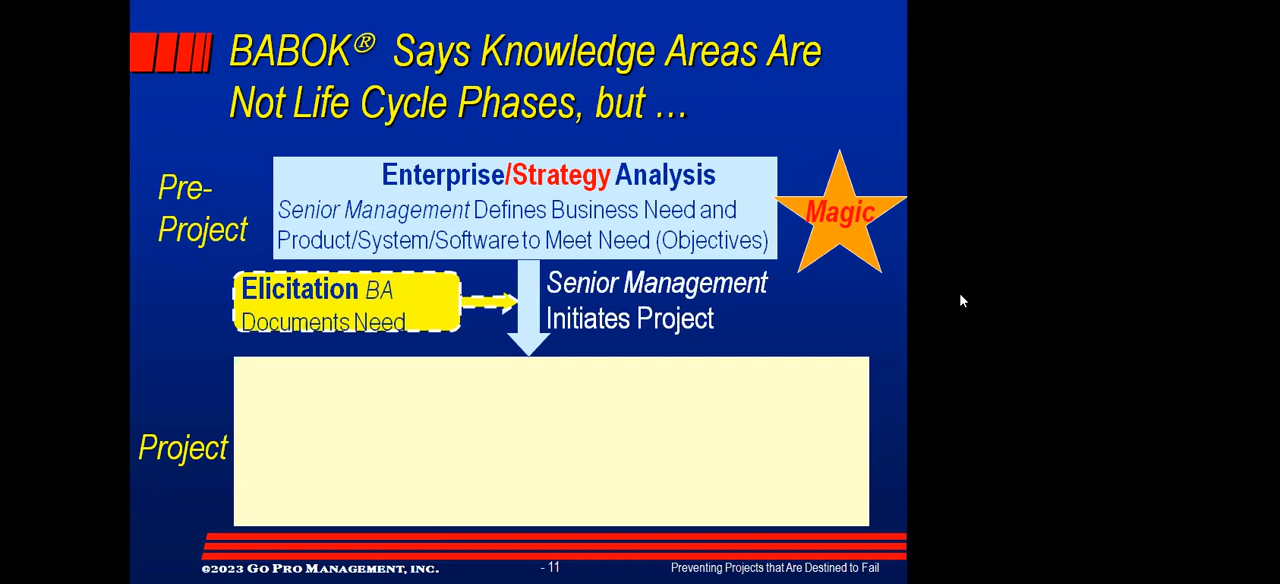 BABOK® Says Knowledge Areas Are
Not Life Cycle Phases, but ...
Pre-
Project
Enterprise/Strategy Analysis
Senior Management Defines Business Need and
Product/System/Software to Meet Need (Objectives)
Magic
Elicitation BA
Documents Need
Senior Management
Initiates Project
Project
©2023 GO PRO MANAGEMENT, INC.
- 11
Preventing Projects that Are Destined to Fail